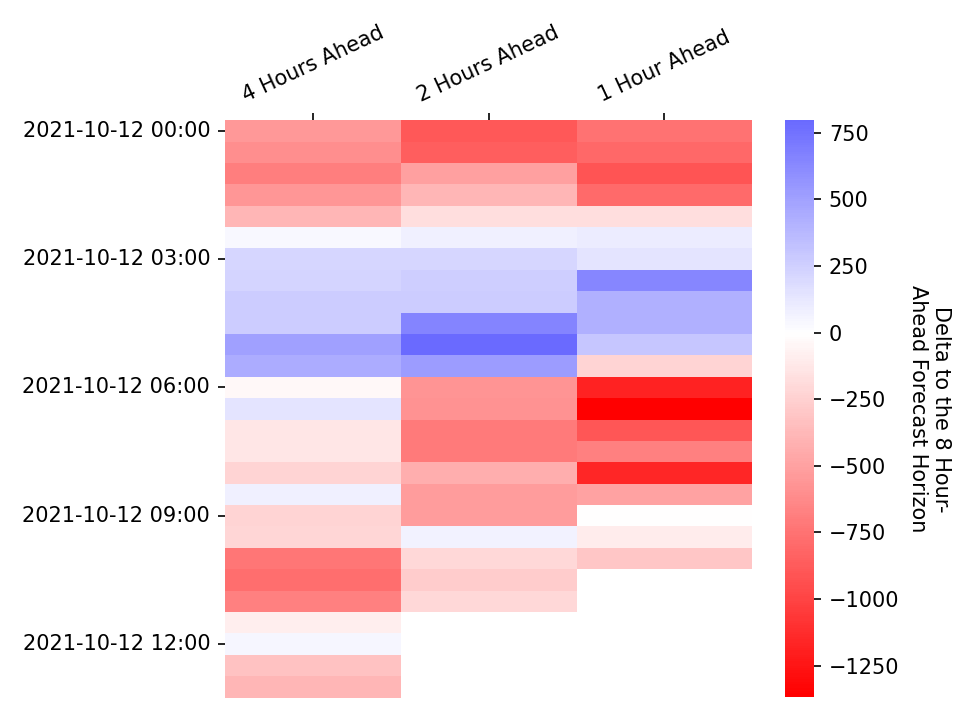 4 Hours Ahead
2 Hours Ahead
1 Hour Ahead
2021-10-12 00:00
2021-10-12 03:00
2021-10-12 06:00
2021-10-12 09:00
2021-10-12 12:00
750
500
250
0
−250
−500
−750
−1000
−1250
Delta to the 8 Hour-
Ahead Forecast Horizon